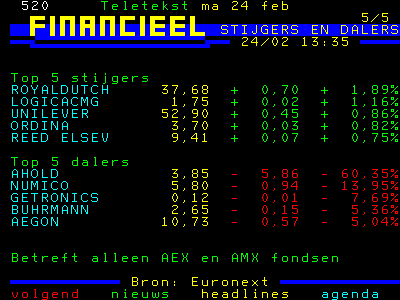 520 Teletekst ma 24 feb
5/5
FINANCIEEL STIJGERS EN DALERS
24/02 13:35
Top 5 stijgers
ROYALDUTCH 37,68 + 0,70 + 1,89%
LOGICACMG 1,75 + 0,02 + 1,16%
UNILEVER 52,90 + 0,45 + 0,86%
ORDINA 3,70 + 0,03 + 0,82%
REED ELSEV 9,41 + 0,07 + 0,75%
Top 5 dalers
AHOLD 3,85 - 5,86 - 60,35%
NUMICO 5,80 - 0,94 - 13,95%
GETRONICS 0,12 - 0,01 - 7,69%
BUHRMANN 2,65 - 0,15 - 5,36%
AEGON 10,73 - 0,57 - 5,04%
Betreft alleen AEX en AMX fondsen
Bron: Euronext
volgend nieuws headlines agenda